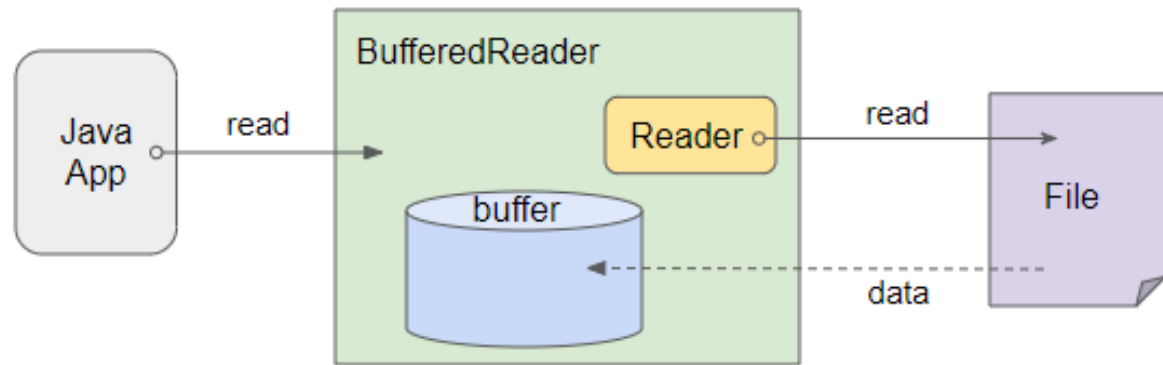 BufferedReader
Java
App
read
Reader
read
buffer
File
data